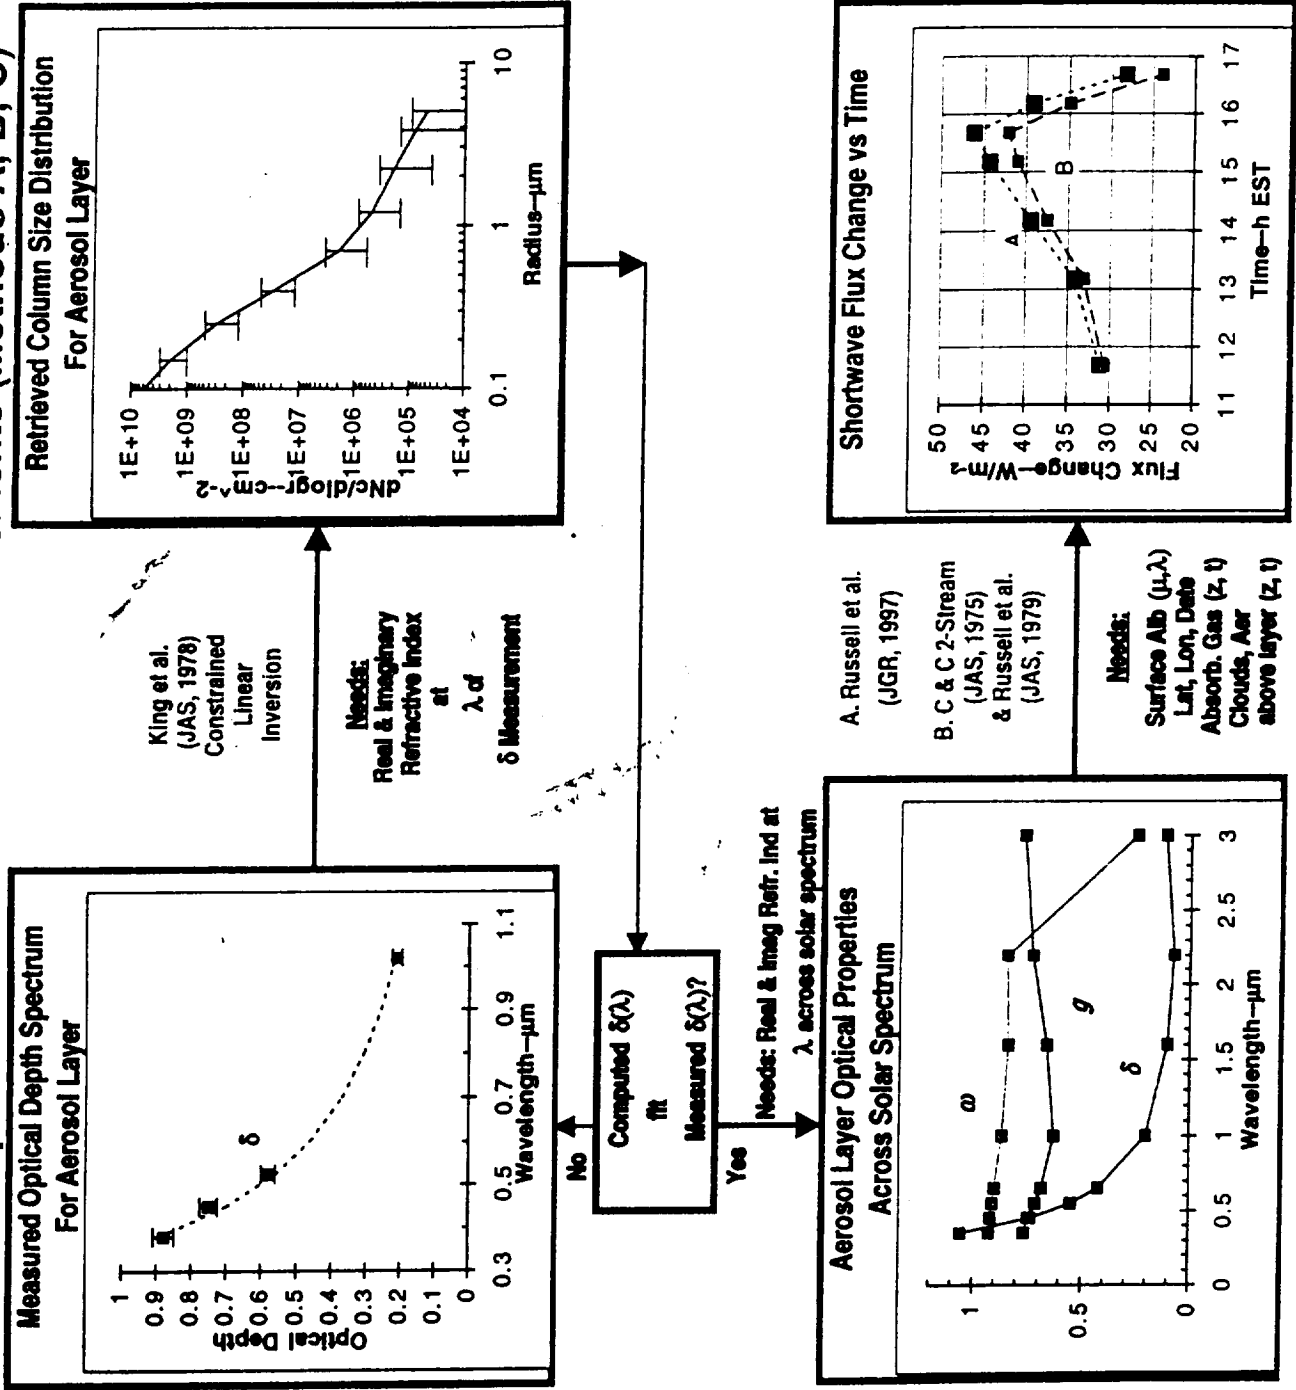 Measured Optical Depth Spectrum
For Aerosol Layer
1
0.9
0.8
0.7
0.6
0.5
0.4
0.3
0.2
0.1
0
Optical Depth
δ
0.3
0.5
0.7
0.9
1.1
Wavelength--μm
King et al.
(JAS, 1978)
Constrained
Linear
Inversion
Needs:
Real & Imaginary
Refractive Index
at
λ of
δ Measurement
Retrieved Column Size Distribution
For Aerosol Layer
1E+10
1E+09
1E+08
1E+07
1E+06
1E+05
1E+04
dNc/dlogr--cm^-2
0.1
1
10
Radius--μm
Computed δ(λ)
fit
Measured δ(λ)?
No
Yes
Needs: Real & Imag Refr. Ind at
λ across solar spectrum
Aerosol Layer Optical Properties
Across Solar Spectrum
1
0.5
0
ω
g
δ
0
0.5
1
1.5
2
2.5
3
Wavelength--μm
A. Russell et al.
(JGR, 1997)
B. C & C 2-Stream
(JAS, 1975)
& Russell et al.
(JAS, 1979)
Needs:
Surface Alb (μ,λ)
Lat, Lon, Date
Absorb. Gas (z, t)
Clouds, Aer
above layer (z, t)
Shortwave Flux Change vs Time
50
45
40
35
30
25
20
Flux Change--W/m-2
A
B
11
12
13
14
15
16
17
Time--h EST